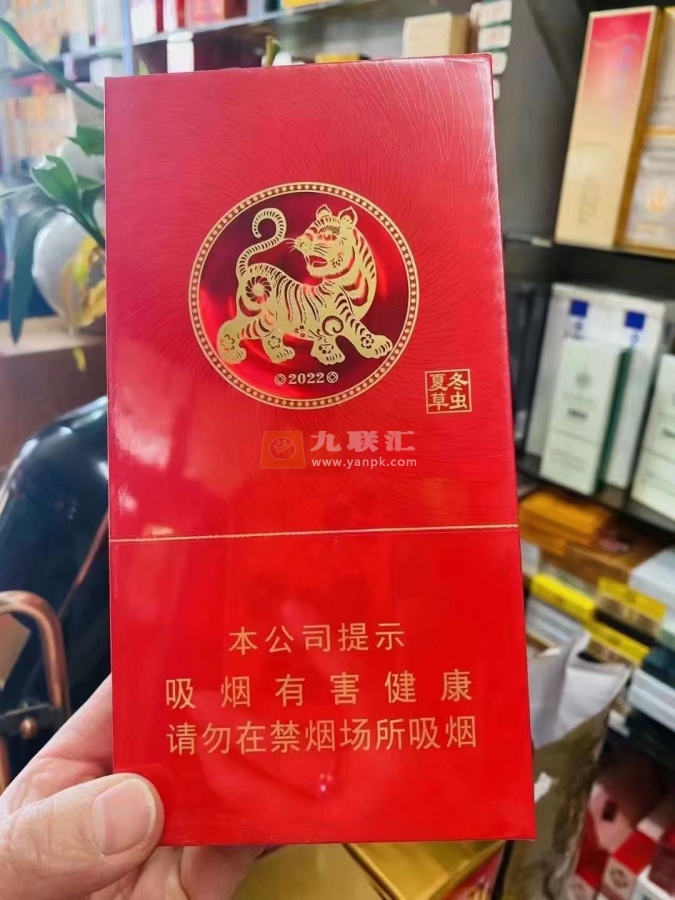 2022
冬虫
夏草
九联汇
www.yanpk.com
本公司提示
吸烟有害健康
请勿在禁烟场所吸烟